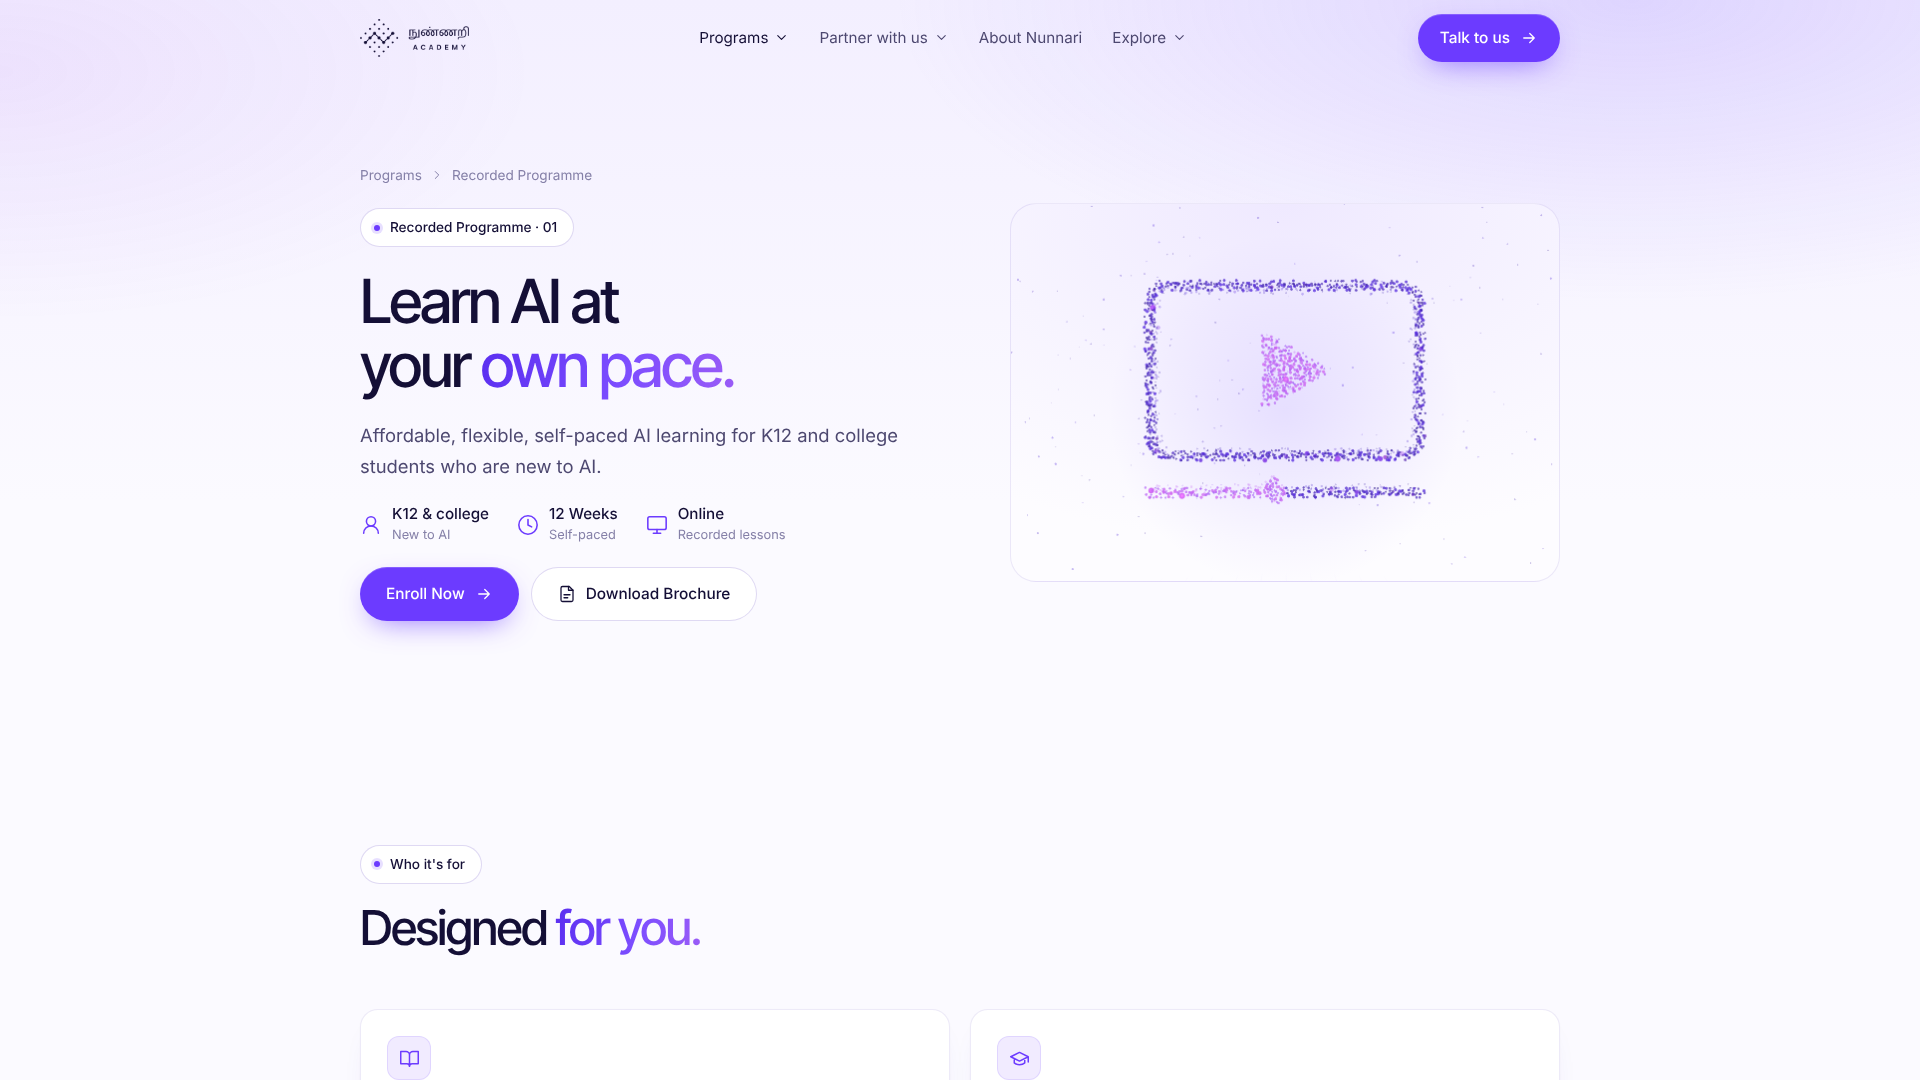 நுண்ணறி
ACADEMY
Programs
Partner with us
About Nunnari
Explore
Talk to us
Programs > Recorded Programme
Recorded Programme · 01
Learn AI at
your own pace.
Affordable, flexible, self-paced AI learning for K12 and college
students who are new to AI.
K12 & college
New to AI
12 Weeks
Self-paced
Online
Recorded lessons
Enroll Now
Download Brochure
Who it's for
Designed for you.